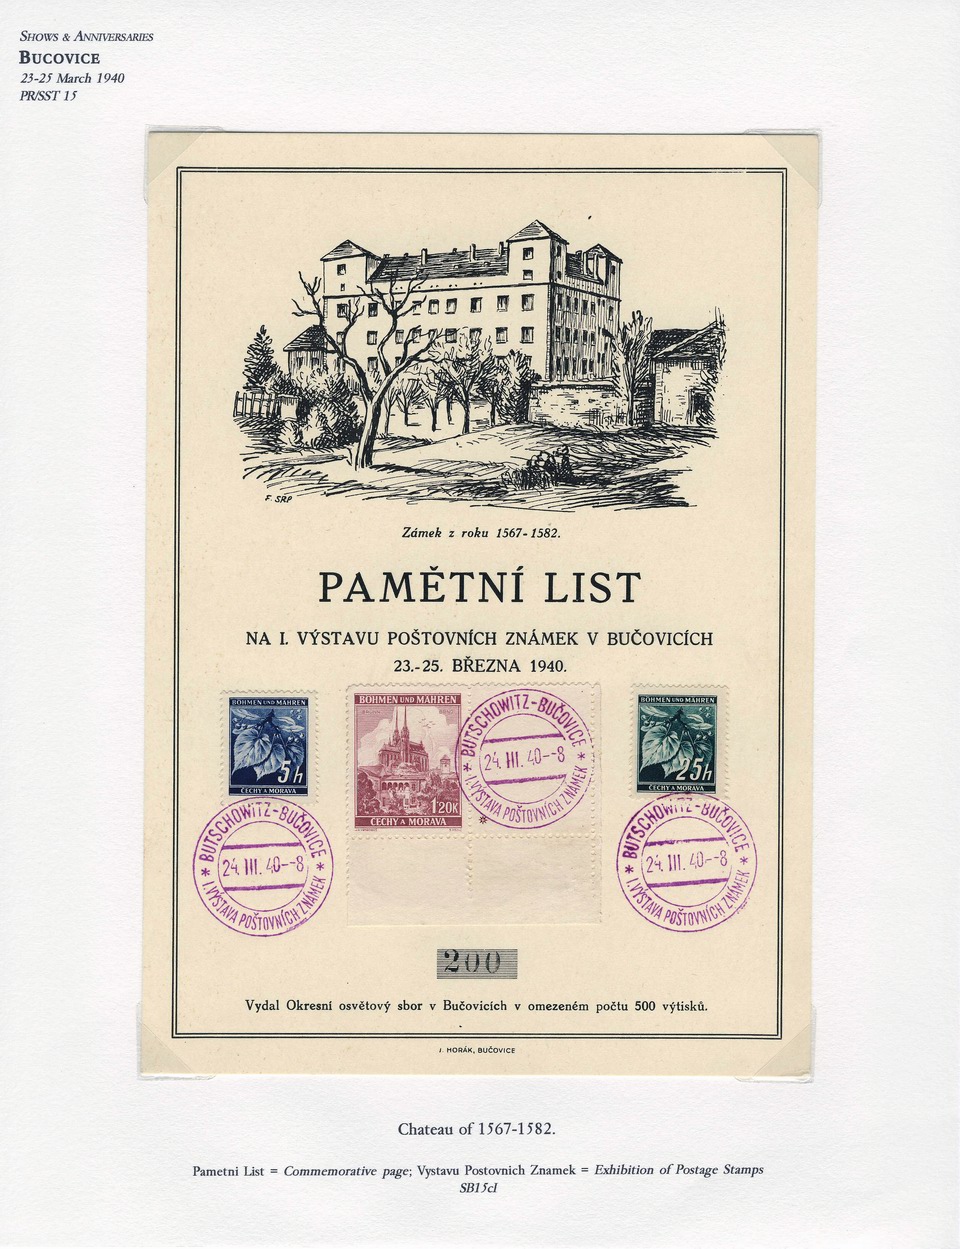 SHOWS & ANNIVERSARIES
BUCOVICE
23-25 March 1940
PR/SST 15
F. SRP
Zámek z roku 1567-1582.
PAMĚTNÍ LIST
NA I. VÝSTAVU POŠTOVNÍCH ZNÁMEK V BUČOVICÍCH
23.-25. BŘEZNA 1940.
BÖHMEN UND MÄHREN
5h
ČECHY A MORAVA
BÖHMEN UND MÄHREN
1'20K
ČECHY A MORAVA
BÖHMEN UND MÄHREN
25h
ČECHY A MORAVA
BUTSCHOWITZ-BUČOVICE
24. III. 40--8
* I. VÝSTAVA POŠTOVNÍCH ZNÁMEK *
BUTSCHOWITZ-BUČOVICE
24. III. 40--8
* I. VÝSTAVA POŠTOVNÍCH ZNÁMEK *
BUTSCHOWITZ-BUČOVICE
24. III. 40--8
* I. VÝSTAVA POŠTOVNÍCH ZNÁMEK *
200
Vydal Okresní osvětový sbor v Bučovicích v omezeném počtu 500 výtisků.
J. HORÁK, BUČOVICE
Chateau of 1567-1582.
Pametni List = Commemorative page; Vystavu Postovnich Znamek = Exhibition of Postage Stamps
SB15cI